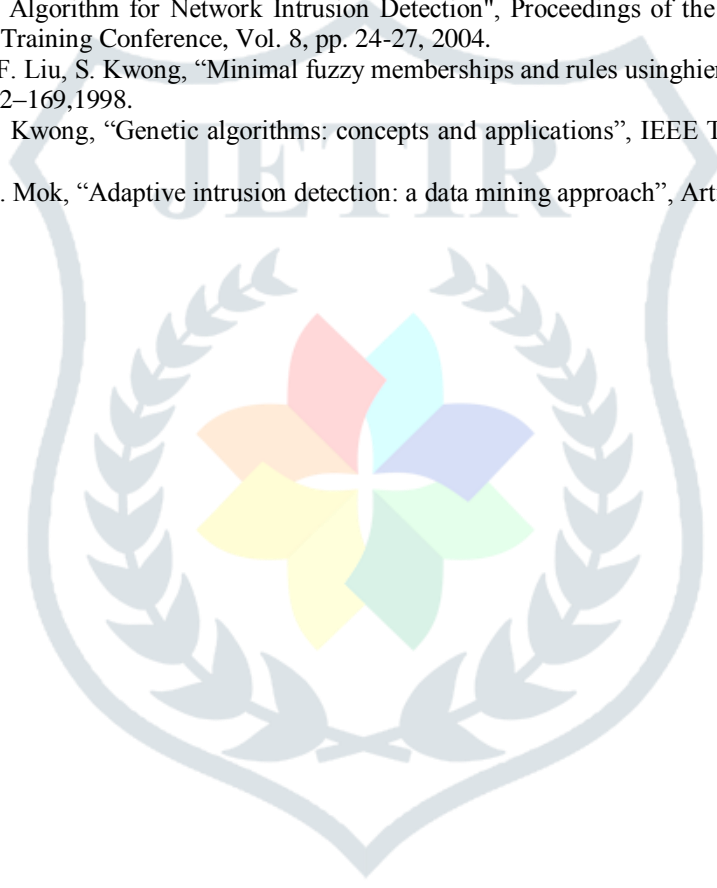 Algorithm for Network Intrusion Detection", Proceedings of the
Training Conference, Vol. 8, pp. 24-27, 2004.
F. Liu, S. Kwong, “Minimal fuzzy memberships and rules usinghier
2–169,1998.
Kwong, “Genetic algorithms: concepts and applications”, IEEE T
JETIR
. Mok, “Adaptive intrusion detection: a data mining approach”, Art